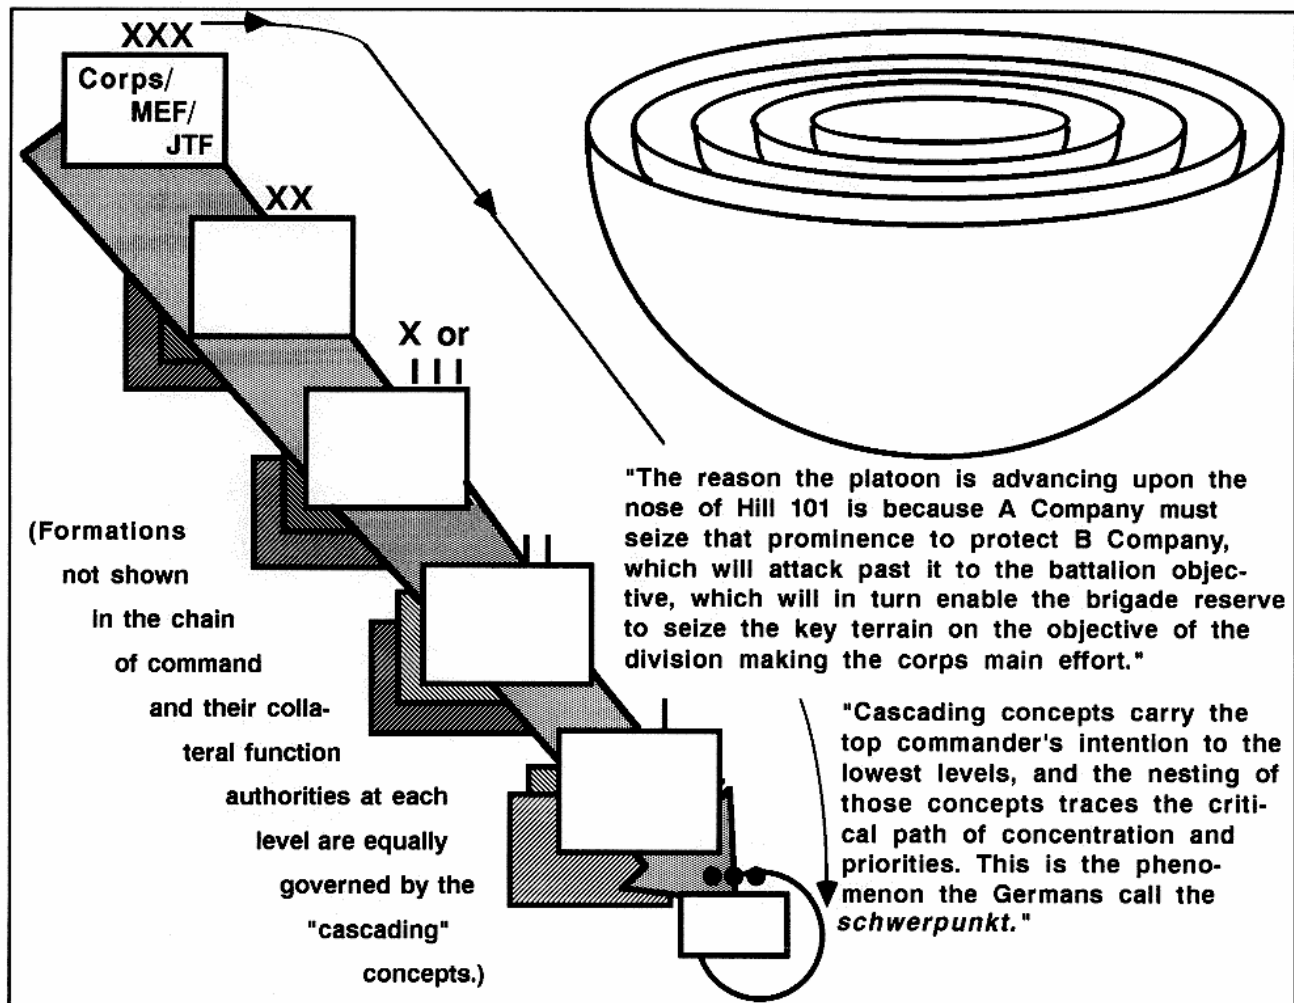 XXX
Corps/
MEF/
JTF
XX
X or
I I I
I I
I
"The reason the platoon is advancing upon the
nose of Hill 101 is because A Company must
seize that prominence to protect B Company,
which will attack past it to the battalion objec-
tive, which will in turn enable the brigade reserve
to seize the key terrain on the objective of the
division making the corps main effort."
"Cascading concepts carry the
top commander's intention to the
lowest levels, and the nesting of
those concepts traces the criti-
cal path of concentration and
priorities. This is the pheno-
menon the Germans call the
schwerpunkt."
(Formations
not shown
in the chain
of command
and their colla-
teral function
authorities at each
level are equally
governed by the
"cascading"
concepts.)